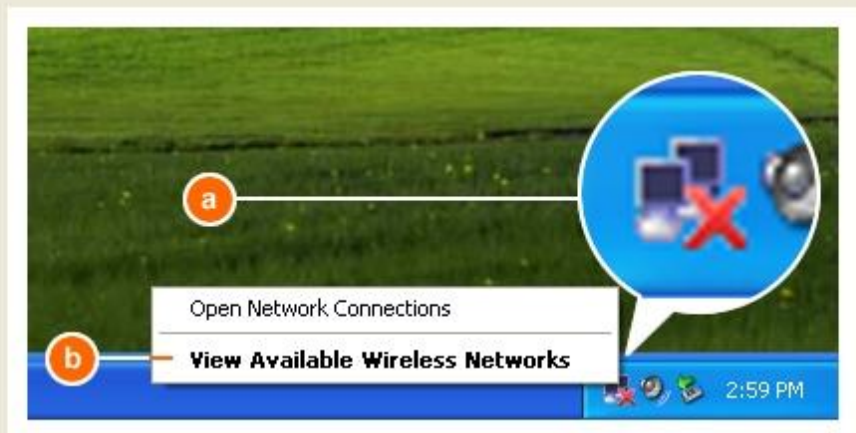 a
Open Network Connections
b
View Available Wireless Networks
2:59 PM